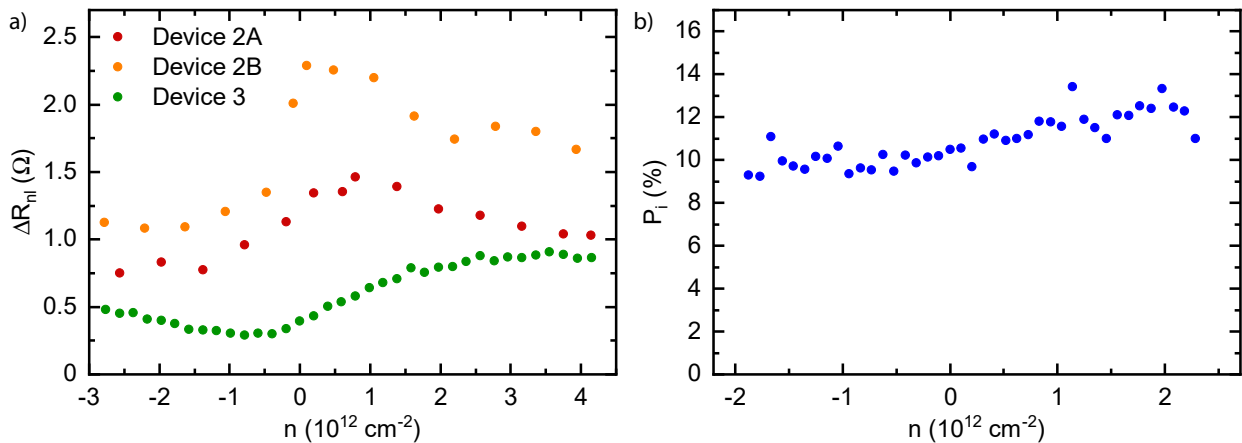 a)
ΔR_nl (Ω)
2.5
2.0
1.5
1.0
0.5
0
Device 2A
Device 2B
Device 3
-3 -2 -1 0 1 2 3 4
n (10^12 cm^-2)
b)
P_i (%)
16
14
12
10
8
6
4
2
0
-2 -1 0 1 2
n (10^12 cm^-2)